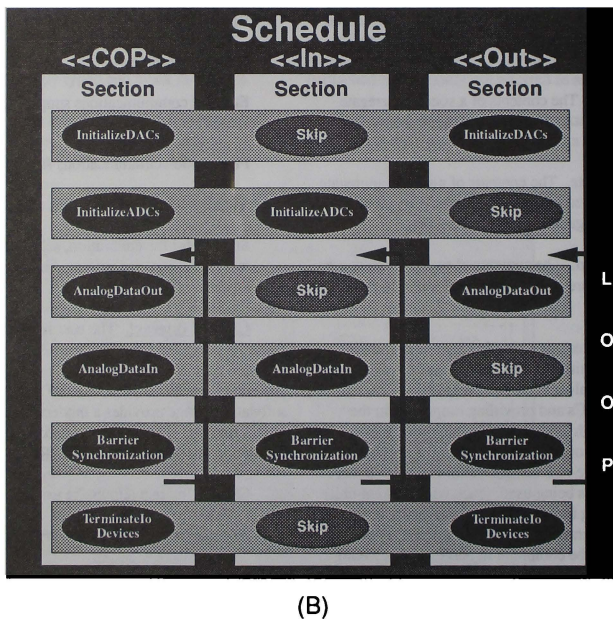 Schedule
<<COP>> <<In>> <<Out>>
Section Section Section
InitializeDACs Skip InitializeDACs
InitializeADCs InitializeADCs Skip
AnalogDataOut Skip AnalogDataOut
L
AnalogDataIn AnalogDataIn Skip
O
O
Barrier Barrier Barrier
Synchronization Synchronization Synchronization
P
TerminateIo Skip TerminateIo
Devices Devices
(B)